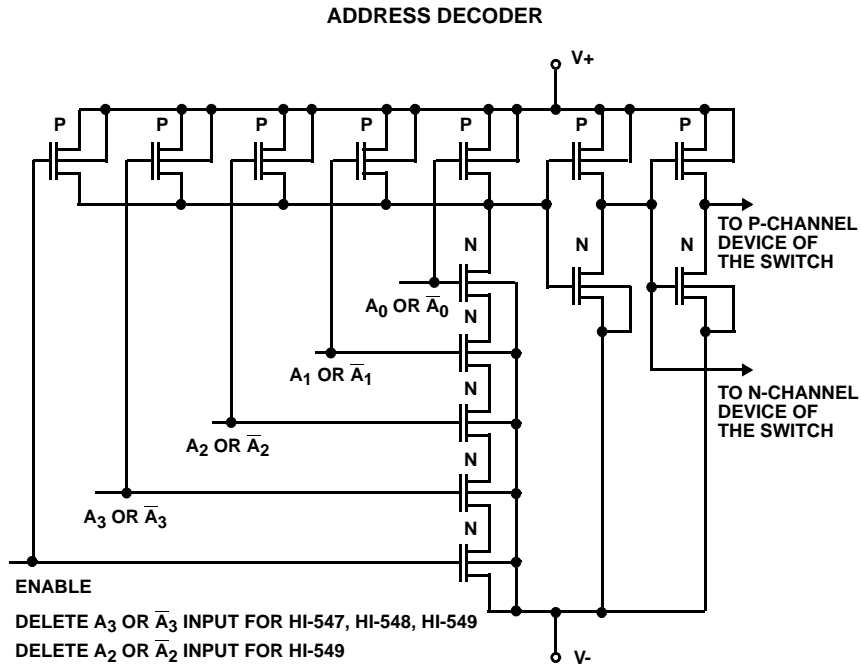 ADDRESS DECODER
V+
P
P
P
P
P
P
P
TO P-CHANNEL
DEVICE OF
THE SWITCH
N
N
N
A0 OR A̅0
N
A1 OR A̅1
TO N-CHANNEL
DEVICE OF
THE SWITCH
N
A2 OR A̅2
N
A3 OR A̅3
N
ENABLE
DELETE A3 OR A̅3 INPUT FOR HI-547, HI-548, HI-549
DELETE A2 OR A̅2 INPUT FOR HI-549
V-